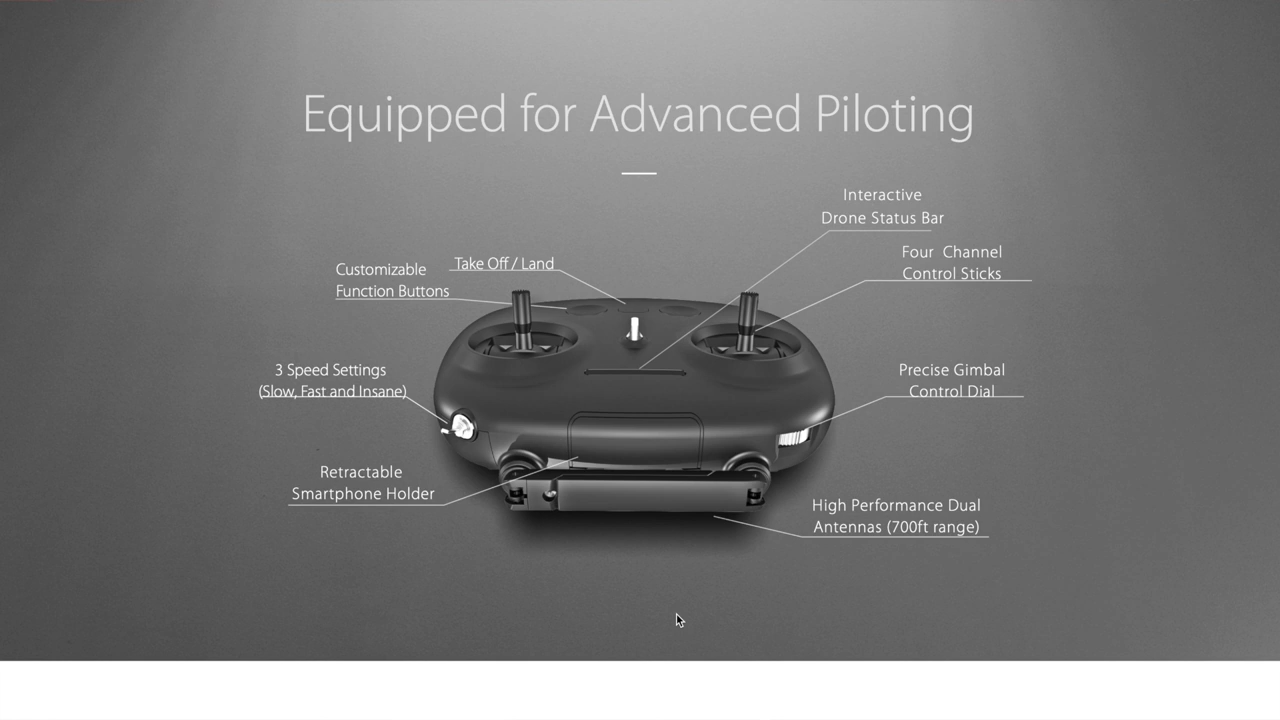 Equipped for Advanced Piloting
Interactive
Drone Status Bar
Four Channel
Control Sticks
Take Off / Land
Customizable
Function Buttons
3 Speed Settings
(Slow, Fast and Insane)
Precise Gimbal
Control Dial
Retractable
Smartphone Holder
High Performance Dual
Antennas (700ft range)